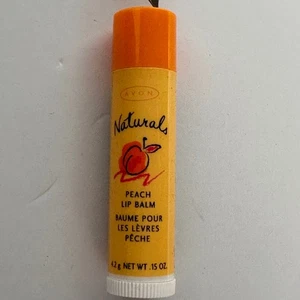 AVON
Naturals
PEACH
LIP BALM
BAUME POUR
LES LÈVRES
PÊCHE
4.2 g NET WT .15 OZ.